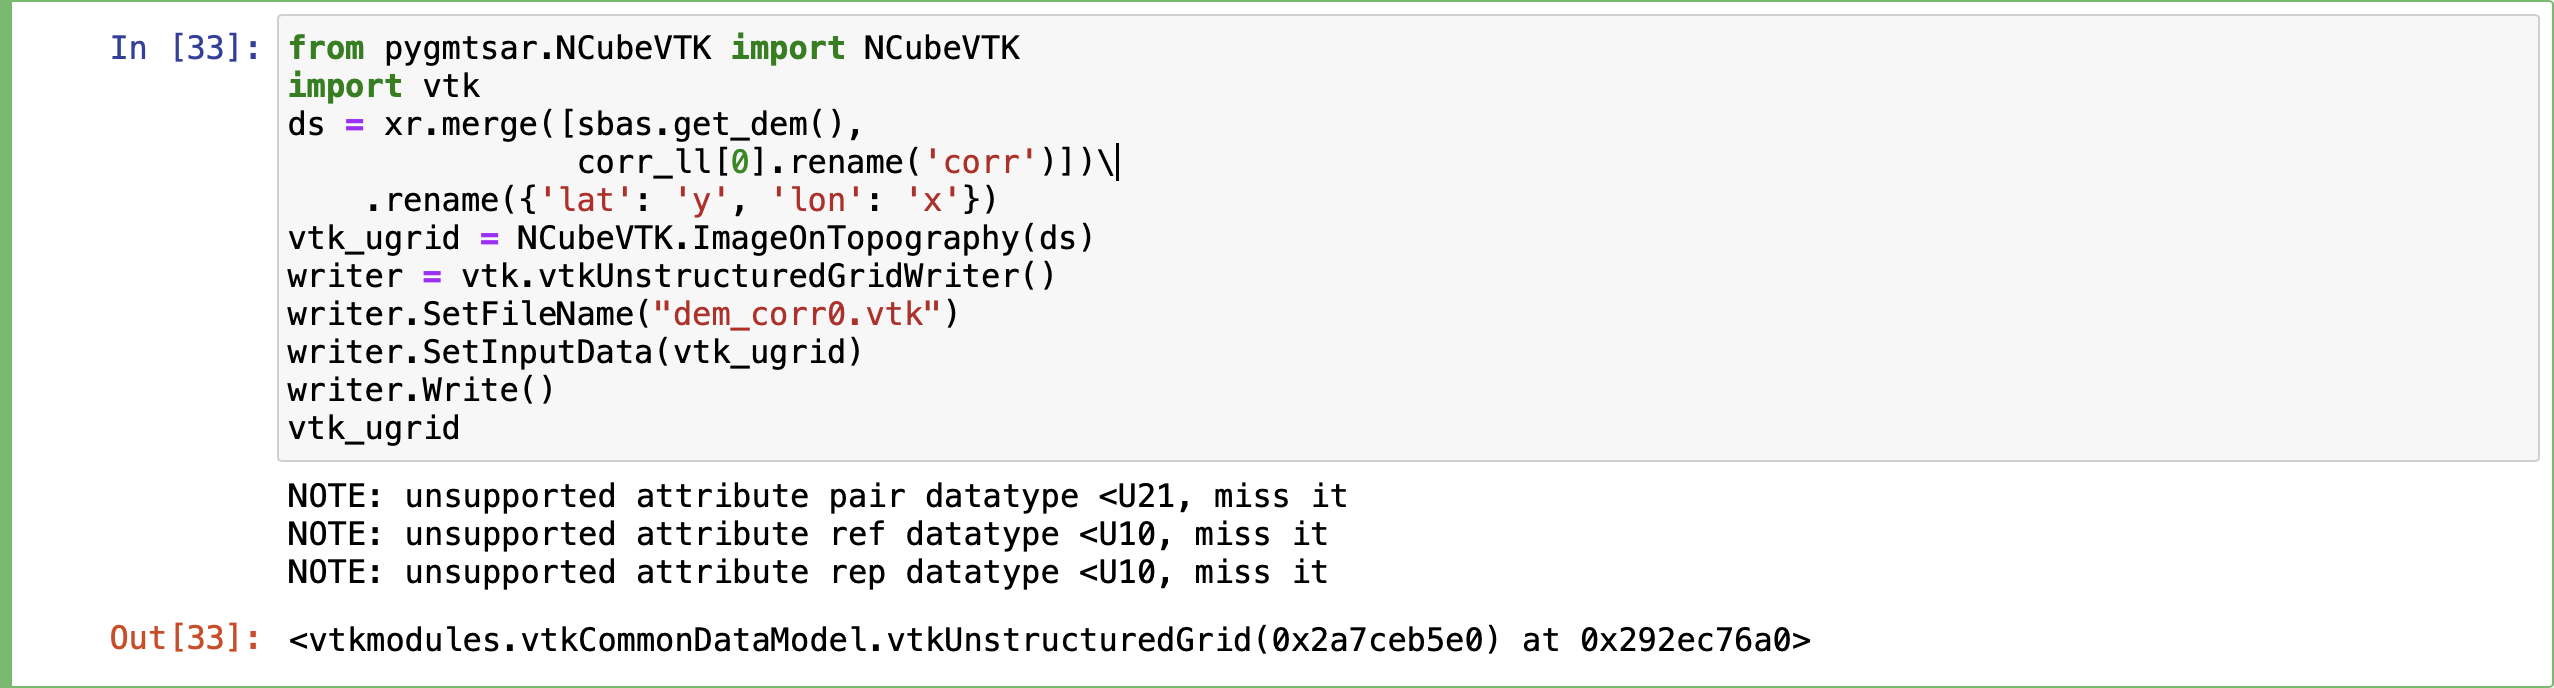 In [33]: from pygmtsar.NCubeVTK import NCubeVTK
import vtk
ds = xr.merge([sbas.get_dem(),
               corr_ll[0].rename('corr')])\
    .rename({'lat': 'y', 'lon': 'x'})
vtk_ugrid = NCubeVTK.ImageOnTopography(ds)
writer = vtk.vtkUnstructuredGridWriter()
writer.SetFileName("dem_corr0.vtk")
writer.SetInputData(vtk_ugrid)
writer.Write()
vtk_ugrid
NOTE: unsupported attribute pair datatype <U21, miss it
NOTE: unsupported attribute ref datatype <U10, miss it
NOTE: unsupported attribute rep datatype <U10, miss it
Out[33]: <vtkmodules.vtkCommonDataModel.vtkUnstructuredGrid(0x2a7ceb5e0) at 0x292ec76a0>